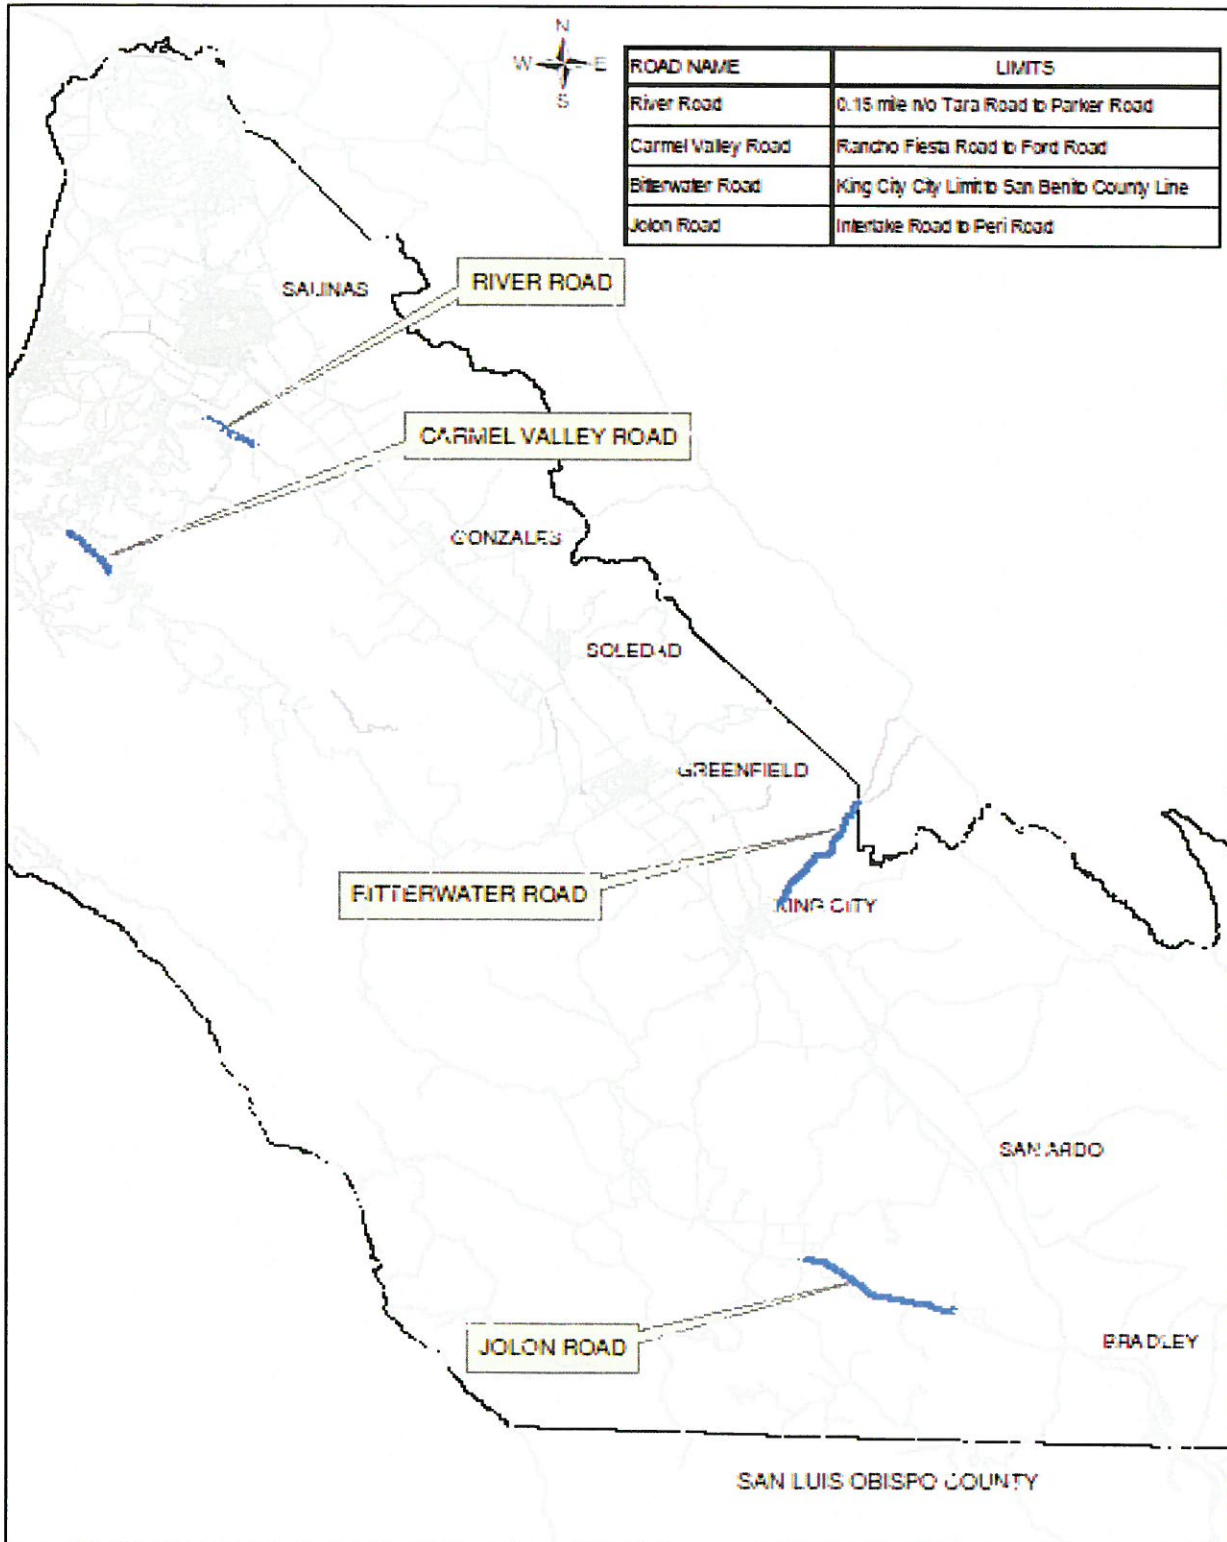 N
W E
S
ROAD NAME LIMITS
River Road 0.15 mile n/o Tara Road to Parker Road
Carmel Valley Road Rancho Fiesta Road to Ford Road
Bitterwater Road King City City Limit to San Benito County Line
Jolon Road Interlake Road to Peri Road
SALINAS
RIVER ROAD
CARMEL VALLEY ROAD
GONZALES
SOLEDAD
GREENFIELD
BITTERWATER ROAD
KING CITY
SAN ARDO
JOLON ROAD
BRADLEY
SAN LUIS OBISPO COUNTY